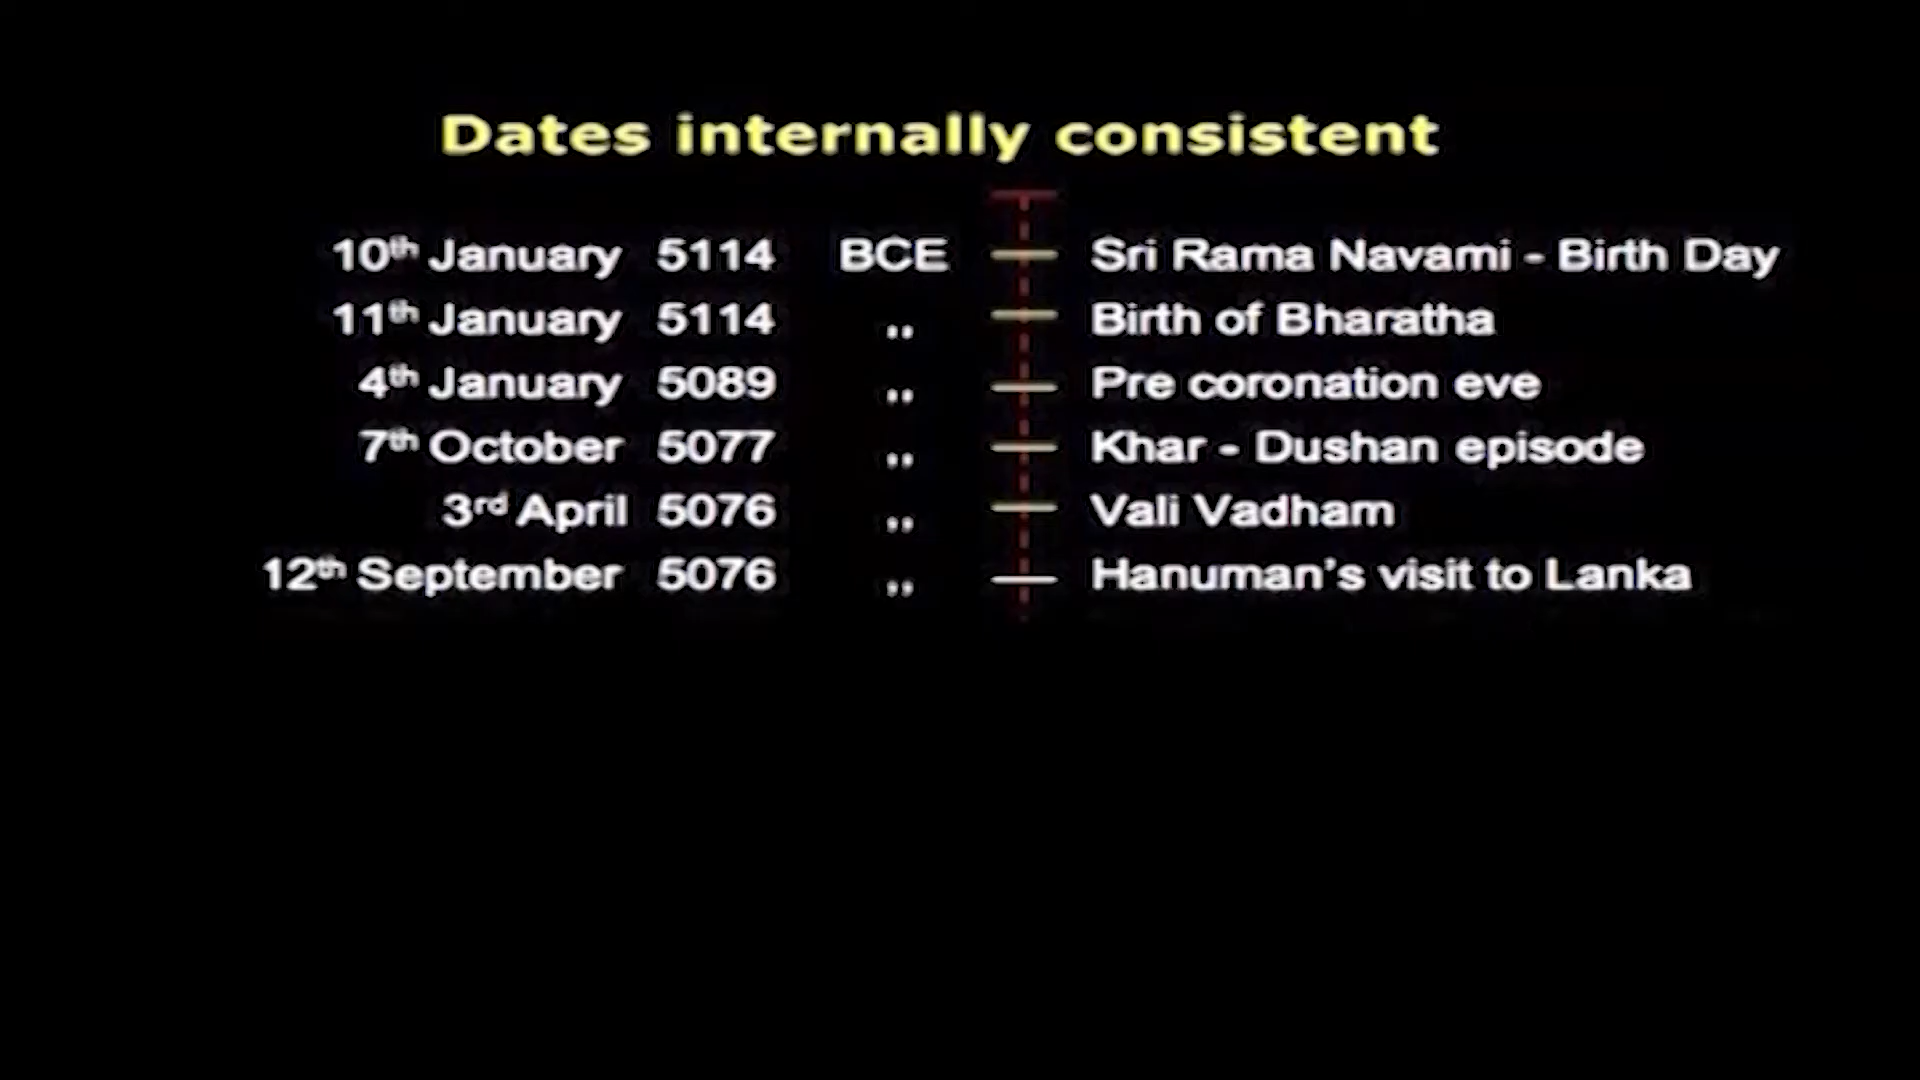 Dates internally consistent
10th January 5114 BCE Sri Rama Navami - Birth Day
11th January 5114 ,, Birth of Bharatha
4th January 5089 ,, Pre coronation eve
7th October 5077 ,, Khar - Dushan episode
3rd April 5076 ,, Vali Vadham
12th September 5076 ,, Hanuman's visit to Lanka